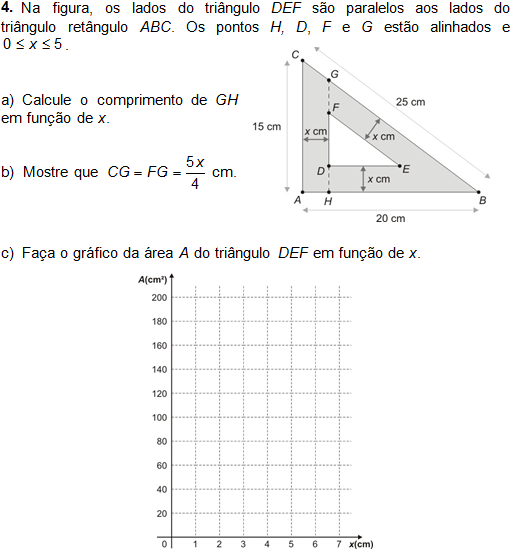 4. Na figura, os lados do triângulo DEF são paralelos aos lados do
triângulo retângulo ABC. Os pontos H, D, F e G estão alinhados e
0 ≤ x ≤ 5.
a) Calcule o comprimento de GH
em função de x.
b) Mostre que CG = FG = 5x/4 cm.
C
G
F
25 cm
15 cm
x cm
x cm
D
E
x cm
A
H
B
20 cm
c) Faça o gráfico da área A do triângulo DEF em função de x.
A(cm²)
200
180
160
140
120
100
80
60
40
20
0 1 2 3 4 5 6 7 x(cm)